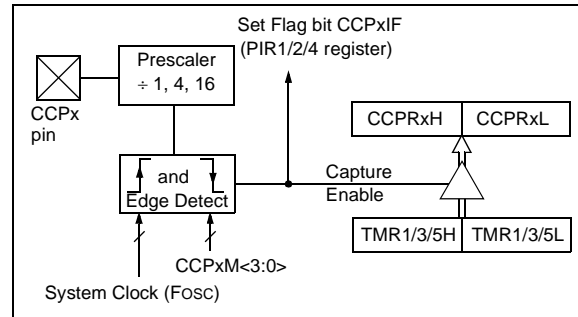 Set Flag bit CCPxIF
(PIR1/2/4 register)
Prescaler
÷ 1, 4, 16
CCPx
pin
CCPRxH
CCPRxL
and
Edge Detect
Capture
Enable
TMR1/3/5H
TMR1/3/5L
CCPxM<3:0>
System Clock (FOSC)